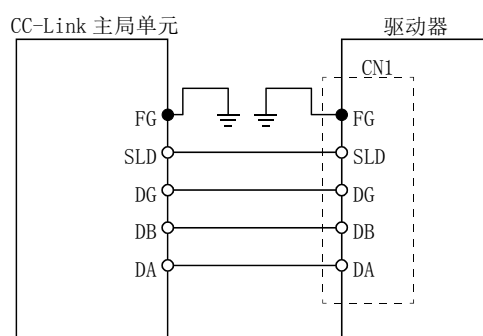 CC-Link 主局单元 驱动器
CN1
FG FG
SLD SLD
DG DG
DB DB
DA DA